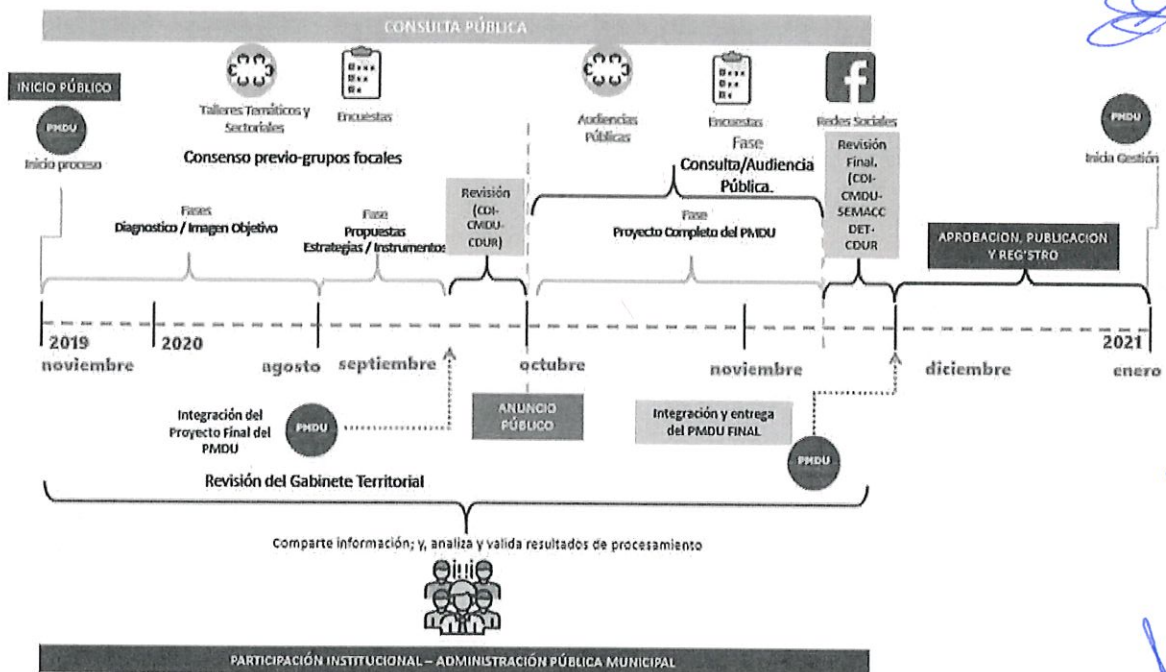 CONSULTA PÚBLICA
INICIO PÚBLICO
PMDU
Inicio proceso
Talleres Temáticos y
Sectoriales
Encuestas
Consenso previo-grupos focales
Audiencias
Públicas
Encuestas
Redes Sociales
PMDU
Inicia Gestión
Fases
Diagnostico / Imagen Objetivo
Fase
Propuestas
Estrategias / Instrumentos
Revisión
(CDI-
CMDU-
CDUR)
Fase
Consulta/Audiencia
Pública.
Fase
Proyecto Completo del PMDU
Revisión
Final.
(CDI-
CMDU-
SEMACC
DET-
CDUR
APROBACION, PUBLICACION
Y REG'STRO
2019
noviembre
2020
agosto
septiembre
octubre
noviembre
diciembre
2021
enero
Integración del
Proyecto Final del
PMDU
PMDU
ANUNCIO
PÚBLICO
Integración y entrega
del PMDU FINAL
PMDU
Revisión del Gabinete Territorial
Comparte información; y, analiza y valida resultados de procesamiento
PARTICIPACIÓN INSTITUCIONAL – ADMINISTRACIÓN PÚBLICA MUNICIPAL